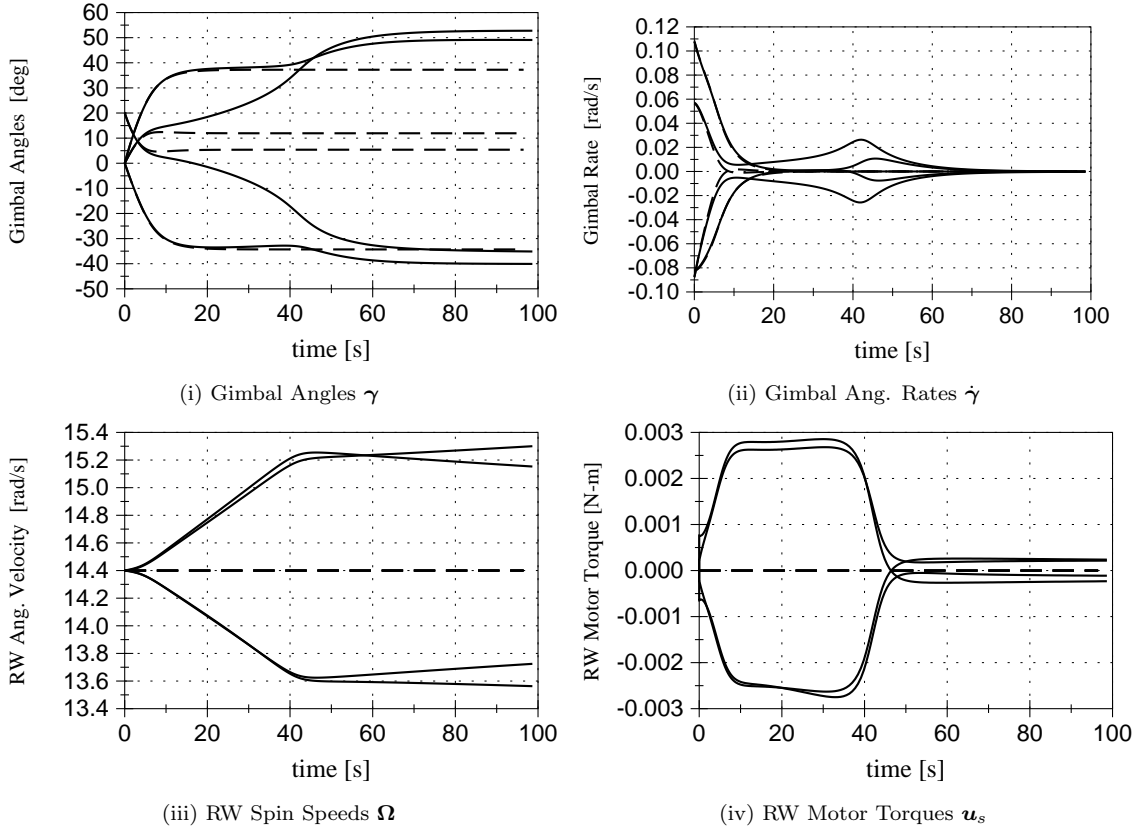 60
50
40
30
20
10
0
-10
-20
-30
-40
-50
Gimbal Angles [deg]
0 20 40 60 80 100
time [s]
(i) Gimbal Angles γ
0.12
0.10
0.08
0.06
0.04
0.02
0.00
-0.02
-0.04
-0.06
-0.08
-0.10
Gimbal Rate [rad/s]
0 20 40 60 80 100
time [s]
(ii) Gimbal Ang. Rates γ̇
15.4
15.2
15.0
14.8
14.6
14.4
14.2
14.0
13.8
13.6
13.4
RW Ang. Velocity [rad/s]
0 20 40 60 80 100
time [s]
(iii) RW Spin Speeds Ω
0.003
0.002
0.001
0.000
-0.001
-0.002
-0.003
RW Motor Torque [N-m]
0 20 40 60 80 100
time [s]
(iv) RW Motor Torques uₛ